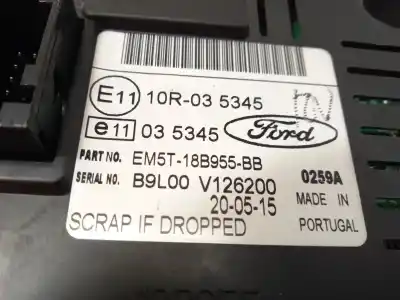 E11 10R-03 5345
e11 03 5345 Ford
PART NO. EM5T-18B955-BB
SERIAL NO. B9L00 V126200 0259A
20-05-15 MADE IN
SCRAP IF DROPPED PORTUGAL